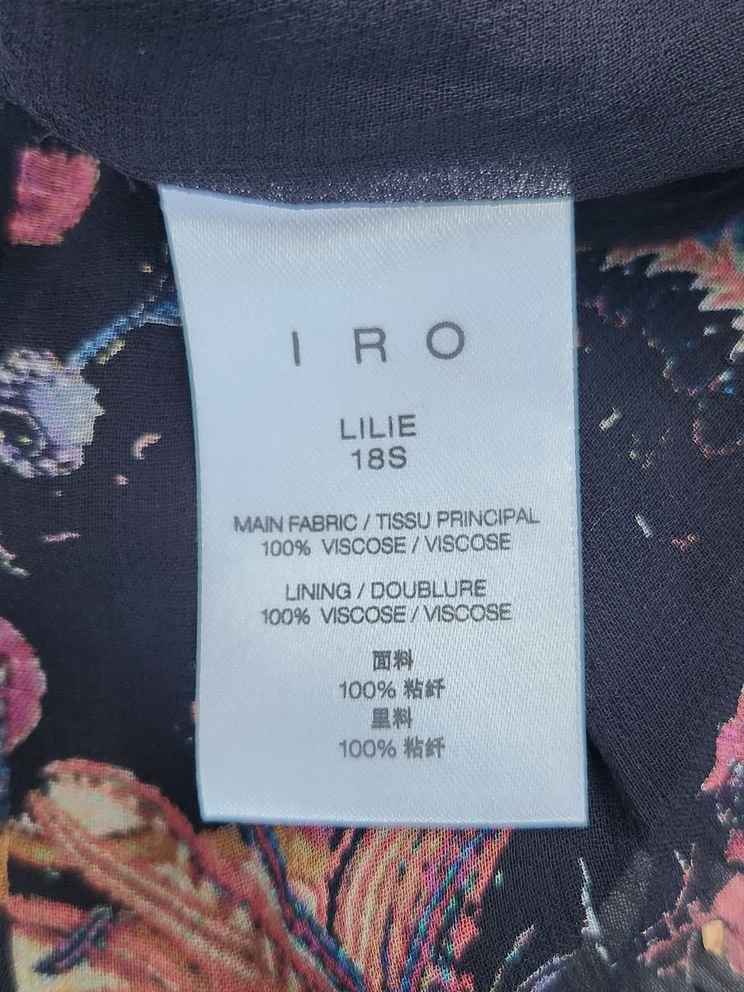 IRO
LILIE
18S
MAIN FABRIC / TISSU PRINCIPAL
100% VISCOSE / VISCOSE
LINING / DOUBLURE
100% VISCOSE / VISCOSE
面料
100% 粘纤
里料
100% 粘纤